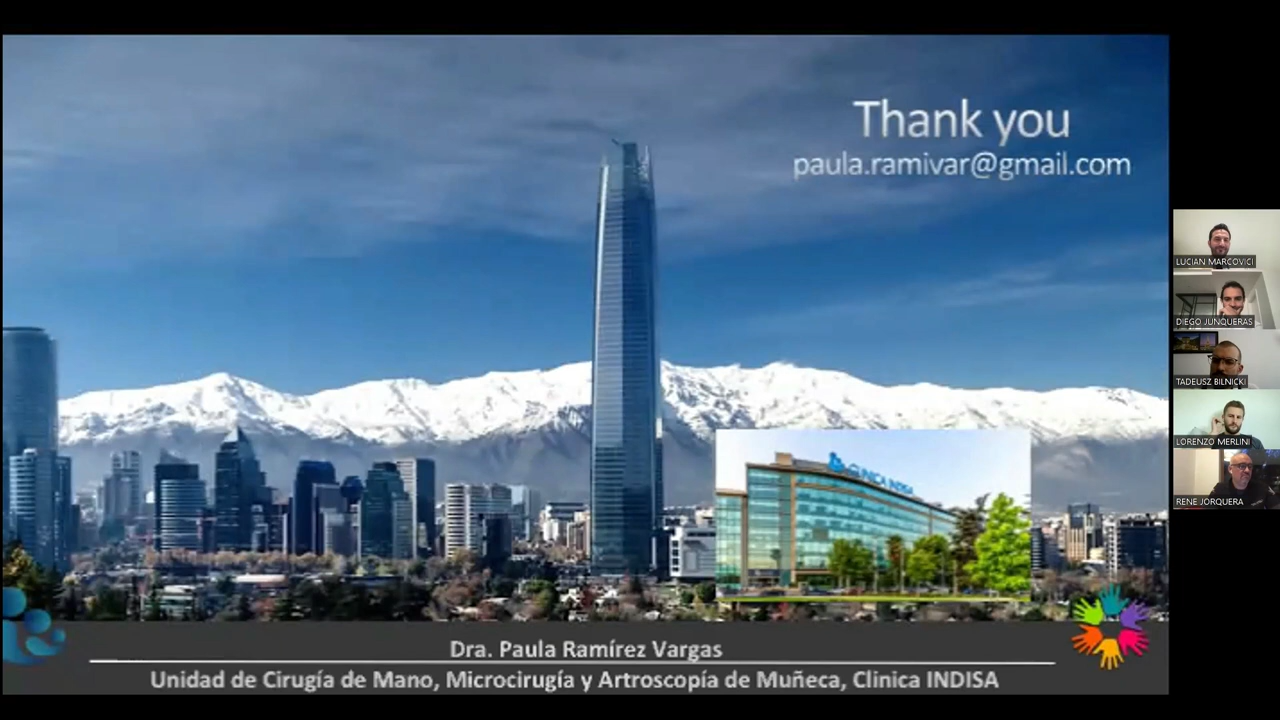 Thank you
paula.ramivar@gmail.com
CLINICA INDISA
LUCIAN MARCOVICI
DIEGO JUNQUERAS
TADEUSZ BILNICKI
LORENZO MERLINI
RENE JORQUERA
Dra. Paula Ramírez Vargas
Unidad de Cirugía de Mano, Microcirugía y Artroscopía de Muñeca, Clinica INDISA